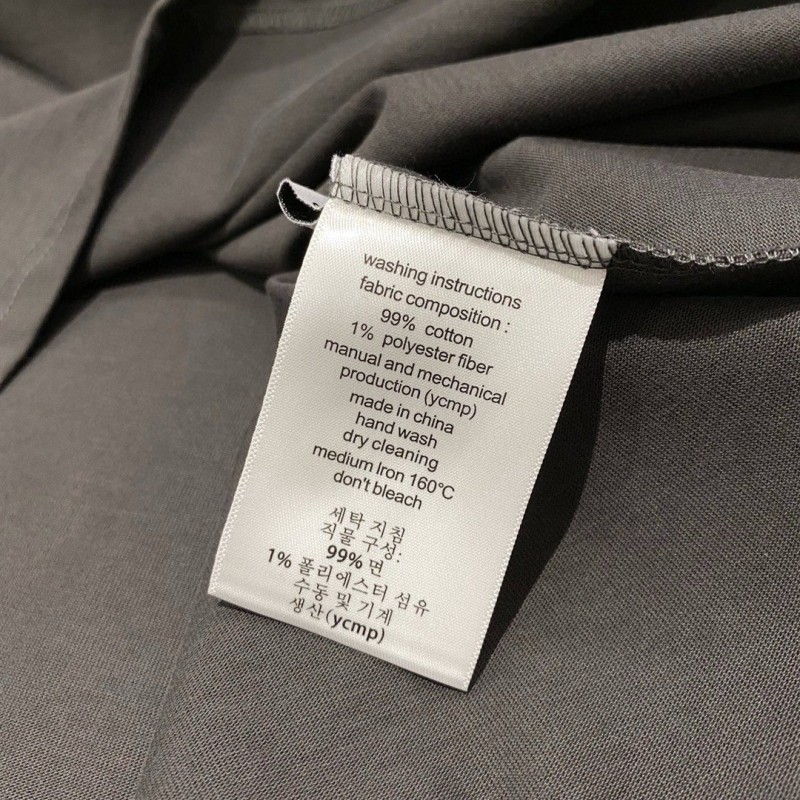 washing instructions
fabric composition :
99% cotton
1% polyester fiber
manual and mechanical
production (ycmp)
made in china
hand wash
dry cleaning
medium Iron 160℃
don't bleach
세탁 지침
직물 구성:
99% 면
1% 폴리에스터 섬유
수동 및 기계
생산(ycmp)